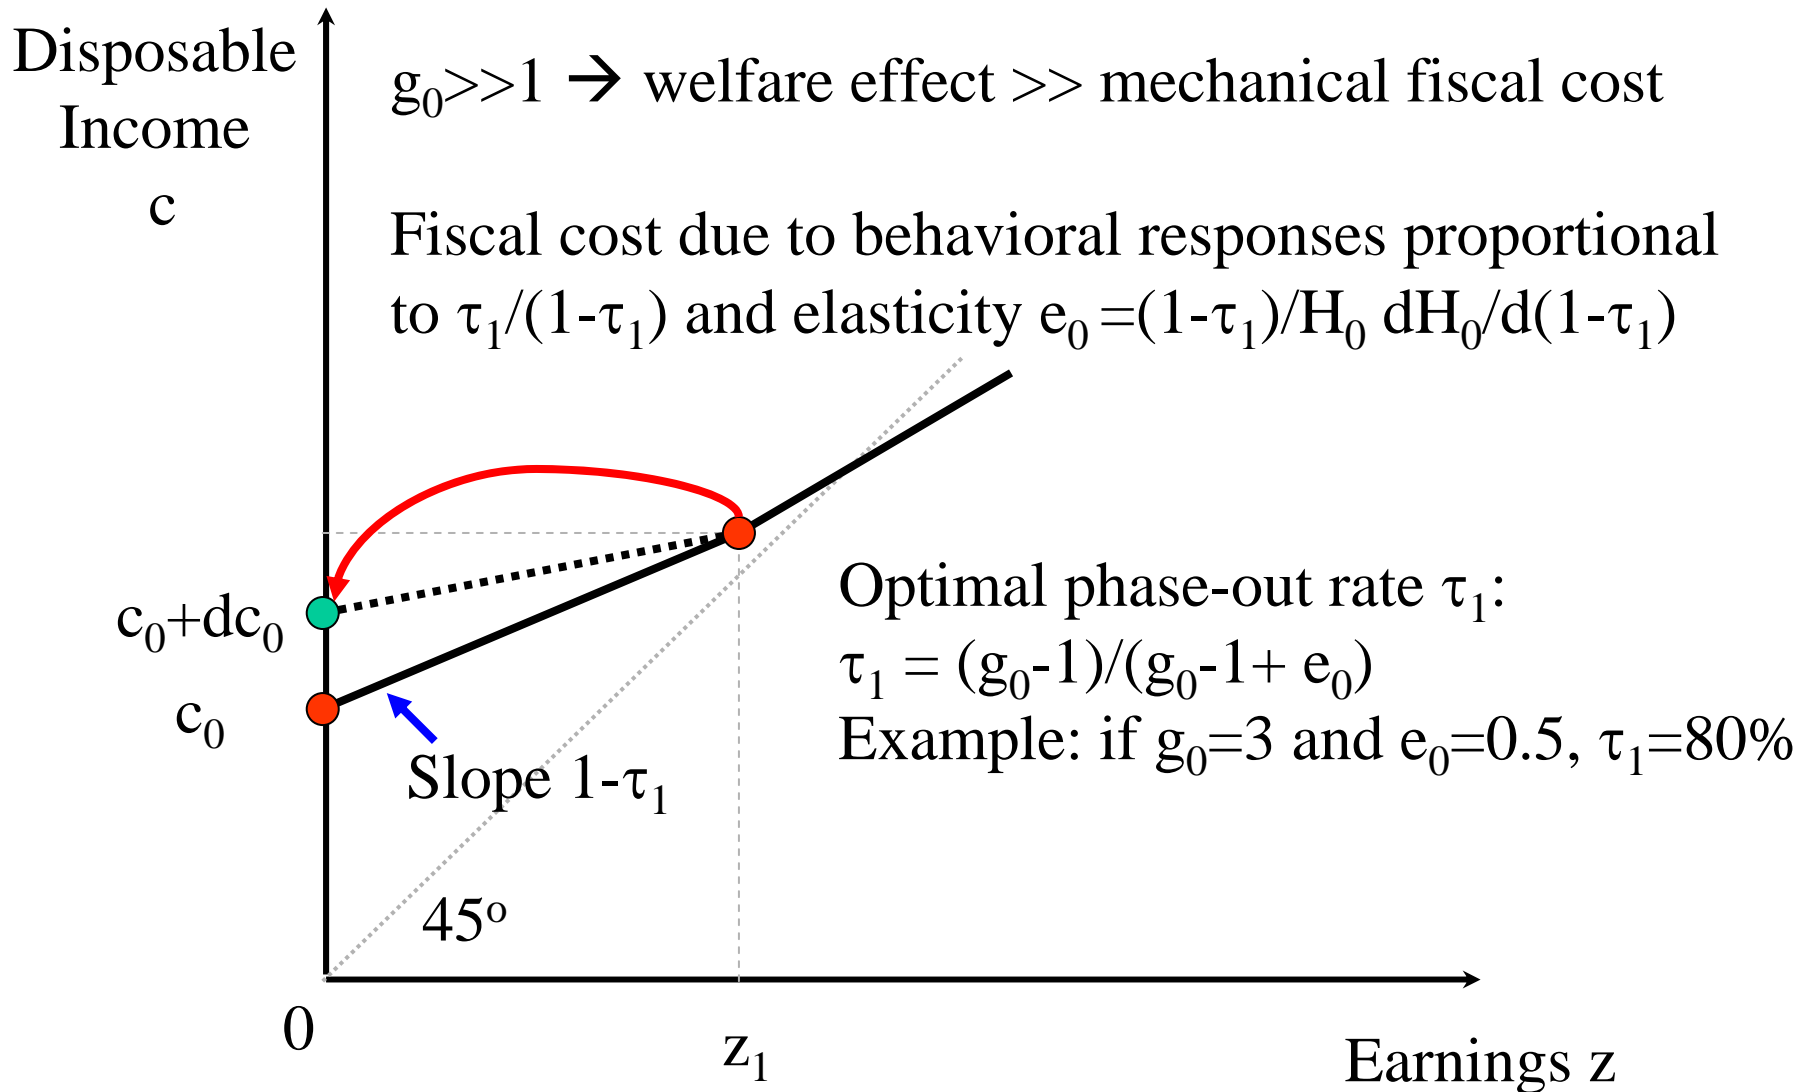 Disposable
Income
c
g₀>>1 → welfare effect >> mechanical fiscal cost
Fiscal cost due to behavioral responses proportional
to τ₁/(1-τ₁) and elasticity e₀ =(1-τ₁)/H₀ dH₀/d(1-τ₁)
c₀+dc₀
c₀
Slope 1-τ₁
Optimal phase-out rate τ₁:
τ₁ = (g₀-1)/(g₀-1+ e₀)
Example: if g₀=3 and e₀=0.5, τ₁=80%
45º
0
z₁
Earnings z